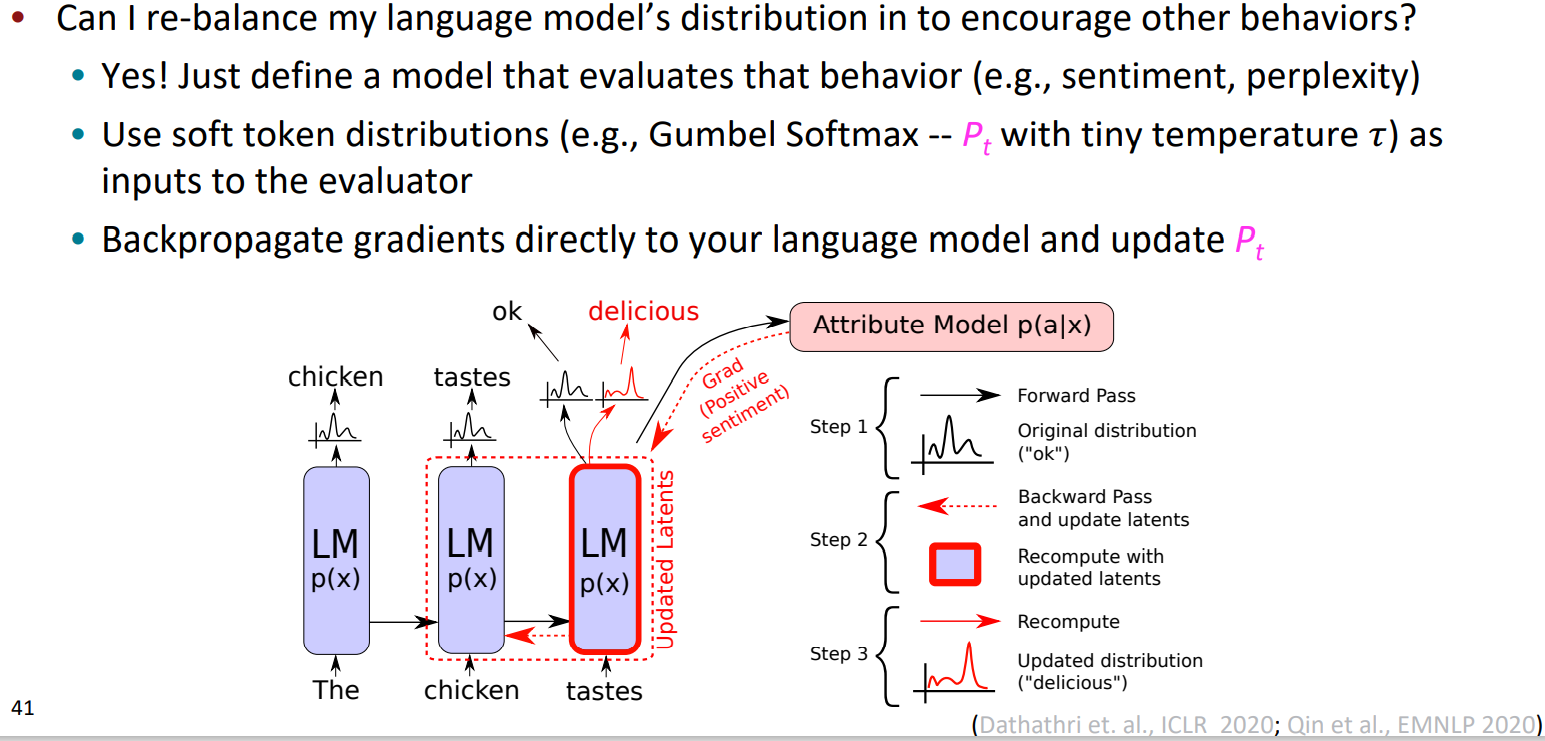 • Can I re-balance my language model's distribution in to encourage other behaviors?
• Yes! Just define a model that evaluates that behavior (e.g., sentiment, perplexity)
• Use soft token distributions (e.g., Gumbel Softmax -- Pₜ with tiny temperature τ) as
inputs to the evaluator
• Backpropagate gradients directly to your language model and update Pₜ
ok
delicious
chicken
tastes
LM
p(x)
LM
p(x)
LM
p(x)
The
chicken
tastes
Updated Latents
Grad
(Positive
sentiment)
Attribute Model p(a|x)
Step 1
Forward Pass
Original distribution
("ok")
Step 2
Backward Pass
and update latents
Recompute with
updated latents
Step 3
Recompute
Updated distribution
("delicious")
41
(Dathathri et. al., ICLR 2020; Qin et al., EMNLP 2020)